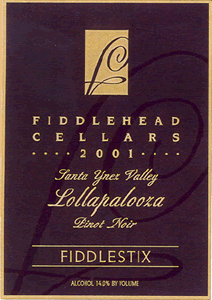 FIDDLEHEAD
CELLARS
2001
Santa Ynez Valley
Lollapalooza
Pinot Noir
FIDDLESTIX
ALCOHOL 14.0% BY VOLUME